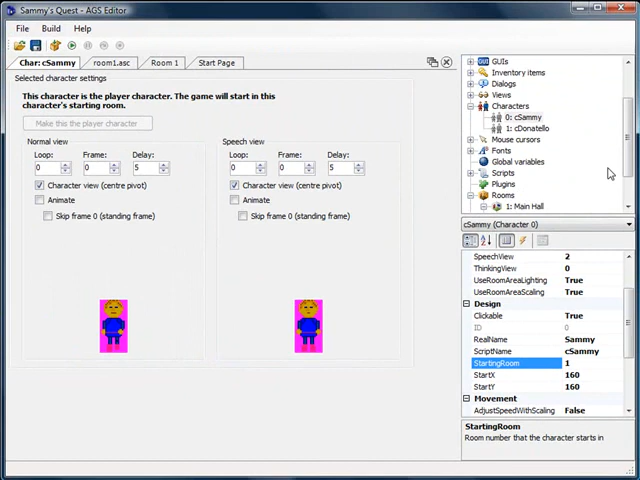 Sammy's Quest - AGS Editor
File Build Help
Char: cSammy room1.asc Room 1 Start Page
Selected character settings
This character is the player character. The game will start in this
character's starting room.
Make this the player character
Normal view
Loop: Frame: Delay:
0 0 5
Character view (centre pivot)
Animate
Skip frame 0 (standing frame)
Speech view
Loop: Frame: Delay:
0 0 5
Character view (centre pivot)
Animate
Skip frame 0 (standing frame)
GUIs
Inventory items
Dialogs
Views
Characters
0: cSammy
1: cDonatello
Mouse cursors
Fonts
Global variables
Scripts
Plugins
Rooms
1: Main Hall
cSammy (Character 0)
SpeechView 2
ThinkingView 0
UseRoomAreaLighting True
UseRoomAreaScaling True
Design
Clickable True
ID 0
RealName Sammy
ScriptName cSammy
StartingRoom 1
StartX 160
StartY 160
Movement
AdjustSpeedWithScaling False
StartingRoom
Room number that the character starts in